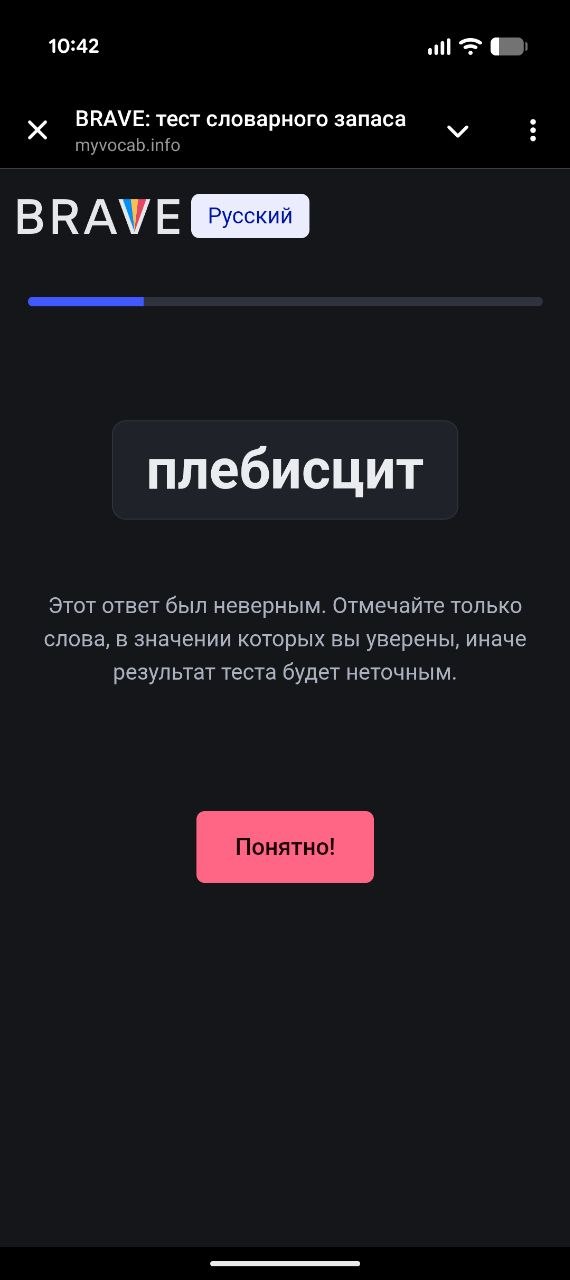 10:42
BRAVE: тест словарного запаса
myvocab.info
BRAVE Русский
плебисцит
Этот ответ был неверным. Отмечайте только
слова, в значении которых вы уверены, иначе
результат теста будет неточным.
Понятно!